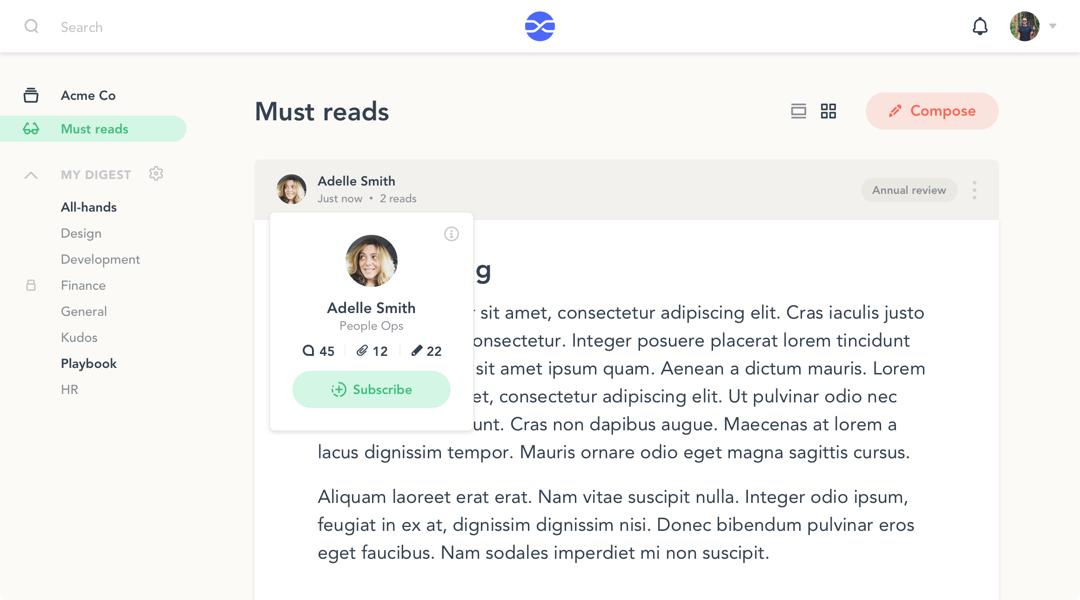 Search
Acme Co
Must reads
MY DIGEST
All-hands
Design
Development
Finance
General
Kudos
Playbook
HR
Must reads
Compose
Adelle Smith
Just now • 2 reads
Annual review
Adelle Smith
People Ops
45 12 22
Subscribe
sit amet, consectetur adipiscing elit. Cras iaculis justo
Integer posuere placerat lorem tincidunt
sit amet ipsum quam. Aenean a dictum mauris. Lorem
consectetur adipiscing elit. Ut pulvinar odio nec
Cras non dapibus augue. Maecenas at lorem a
lacus dignissim tempor. Mauris ornare odio eget magna sagittis cursus.
Aliquam laoreet erat erat. Nam vitae suscipit nulla. Integer odio ipsum,
feugiat in ex at, dignissim dignissim nisi. Donec bibendum pulvinar eros
eget faucibus. Nam sodales imperdiet mi non suscipit.